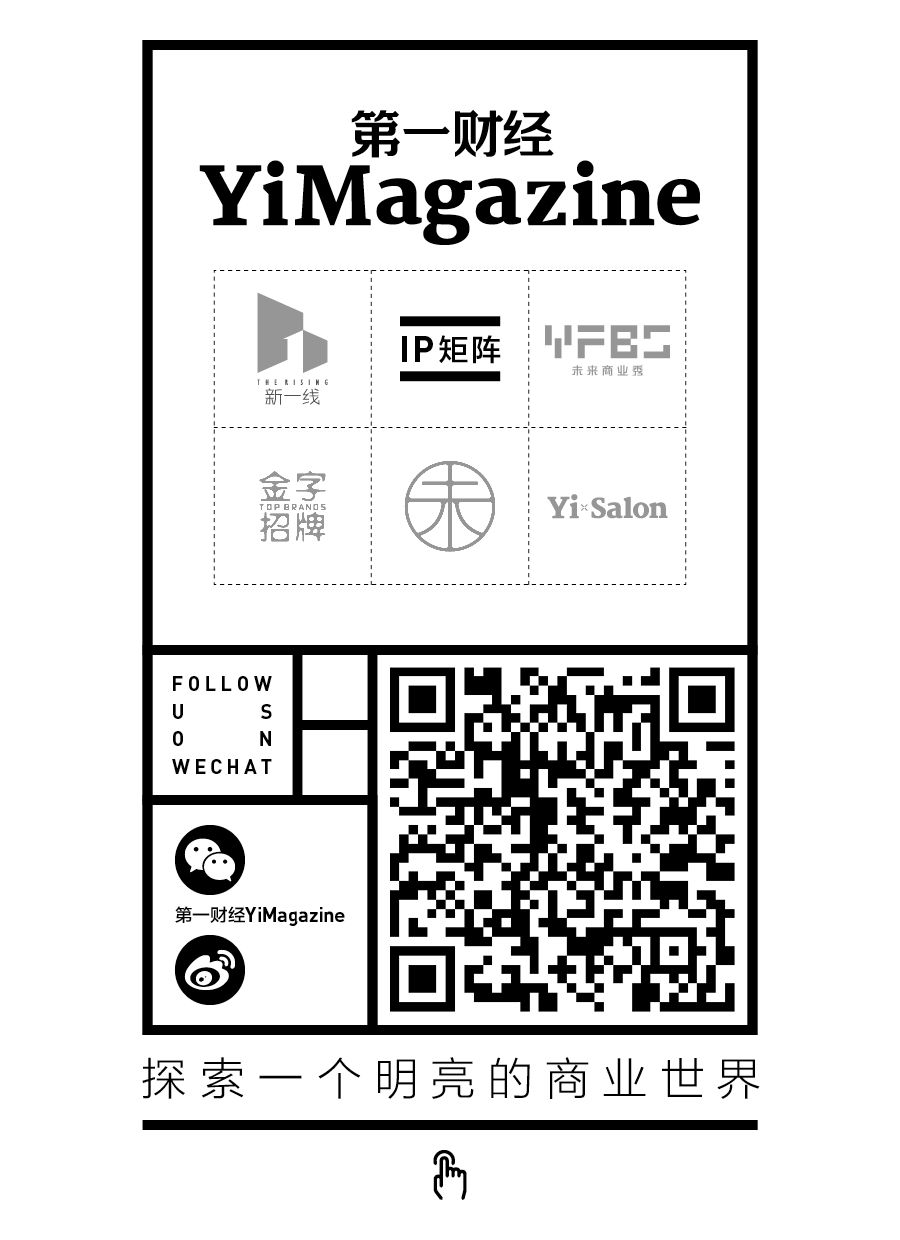 第一财经
YiMagazine
THE RISING
新一线
IP矩阵
YFBS
未来商业秀
金字
TOP BRANDS
招牌
未
Yi×Salon
FOLLOW
U S
O N
WECHAT
第一财经YiMagazine
探索一个明亮的商业世界